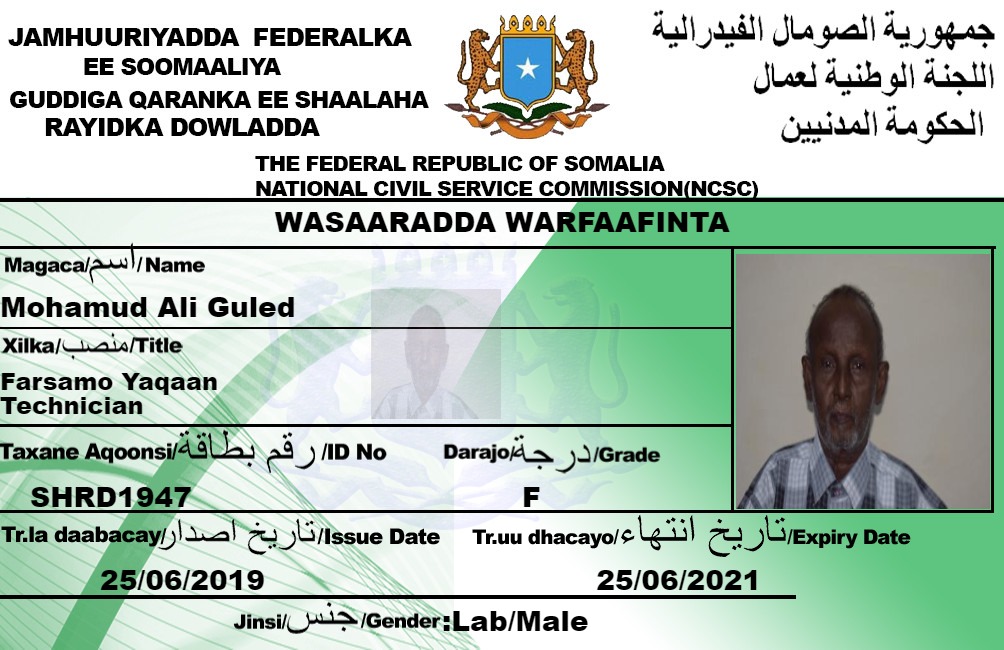 JAMHUURIYADDA FEDERALKA
EE SOOMAALIYA
GUDDIGA QARANKA EE SHAALAHA
RAYIDKA DOWLADDA
جمهورية الصومال الفيدرالية
اللجنة الوطنية لعمال
الحكومة المدنيين
THE FEDERAL REPUBLIC OF SOMALIA
NATIONAL CIVIL SERVICE COMMISSION(NCSC)
WASAARADDA WARFAAFINTA
Magaca/اسم/Name
Mohamud Ali Guled
Xilka/منصب/Title
Farsamo Yaqaan
Technician
Taxane Aqoonsi/رقم بطاقة/ID No
Darajo/درجة/Grade
SHRD1947
F
Tr.la daabacay/تاريخ اصدار/Issue Date
Tr.uu dhacayo/تاريخ انتهاء/Expiry Date
25/06/2019
25/06/2021
Jinsi/جنس/Gender:Lab/Male